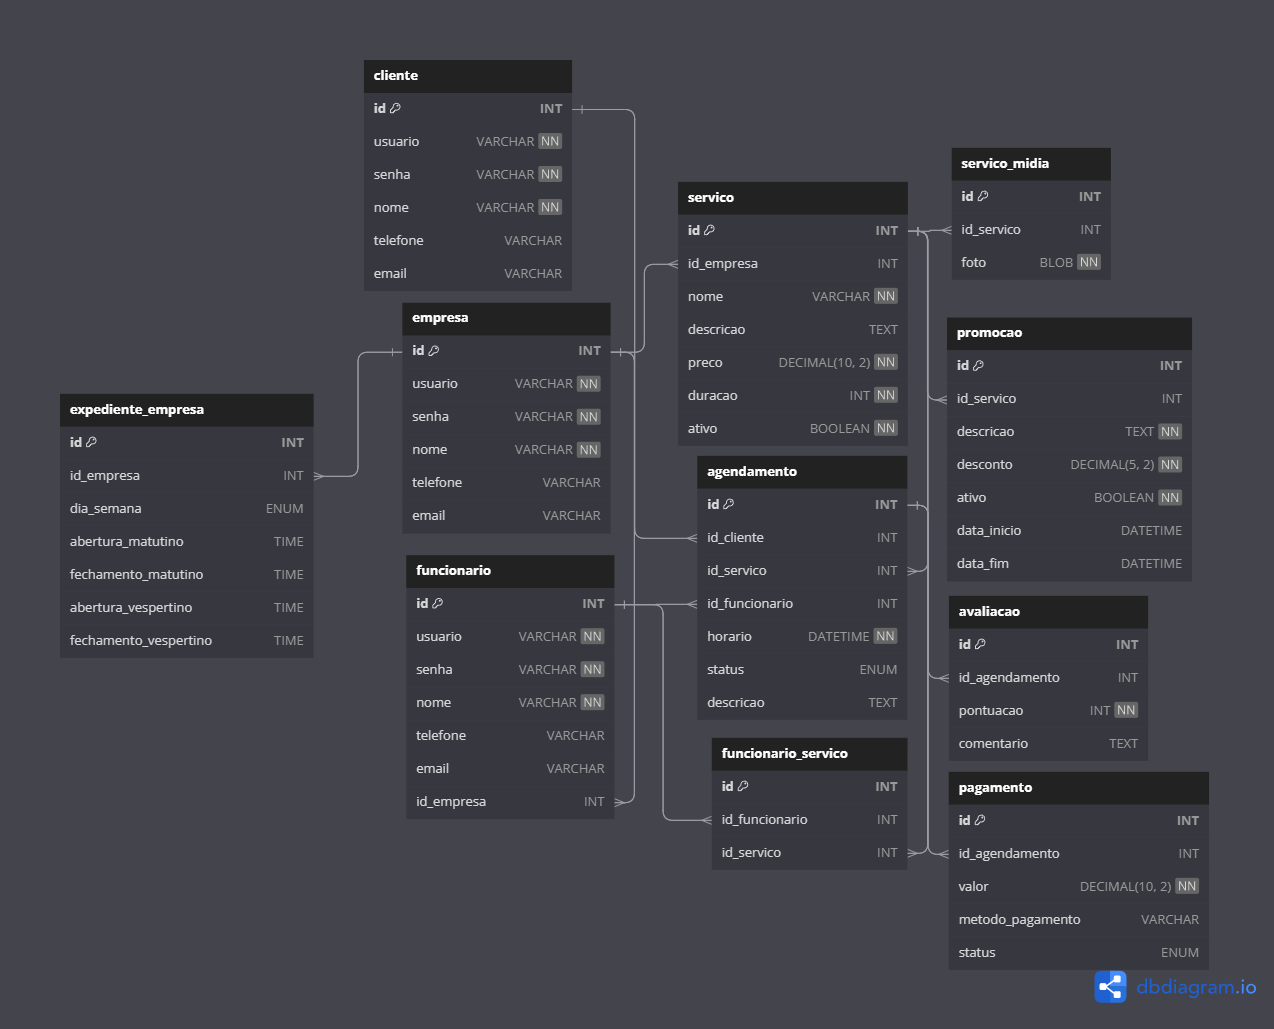 cliente
id INT
usuario VARCHAR NN
senha VARCHAR NN
nome VARCHAR NN
telefone VARCHAR
email VARCHAR
empresa
id INT
usuario VARCHAR NN
senha VARCHAR NN
nome VARCHAR NN
telefone VARCHAR
email VARCHAR
expediente_empresa
id INT
id_empresa INT
dia_semana ENUM
abertura_matutino TIME
fechamento_matutino TIME
abertura_vespertino TIME
fechamento_vespertino TIME
funcionario
id INT
usuario VARCHAR NN
senha VARCHAR NN
nome VARCHAR NN
telefone VARCHAR
email VARCHAR
id_empresa INT
servico
id INT
id_empresa INT
nome VARCHAR NN
descricao TEXT
preco DECIMAL(10, 2) NN
duracao INT NN
ativo BOOLEAN NN
agendamento
id INT
id_cliente INT
id_servico INT
id_funcionario INT
horario DATETIME NN
status ENUM
descricao TEXT
funcionario_servico
id INT
id_funcionario INT
id_servico INT
servico_midia
id INT
id_servico INT
foto BLOB NN
promocao
id INT
id_servico INT
descricao TEXT NN
desconto DECIMAL(5, 2) NN
ativo BOOLEAN NN
data_inicio DATETIME
data_fim DATETIME
avaliacao
id INT
id_agendamento INT
pontuacao INT NN
comentario TEXT
pagamento
id INT
id_agendamento INT
valor DECIMAL(10, 2) NN
metodo_pagamento VARCHAR
status ENUM
dbdiagram.io